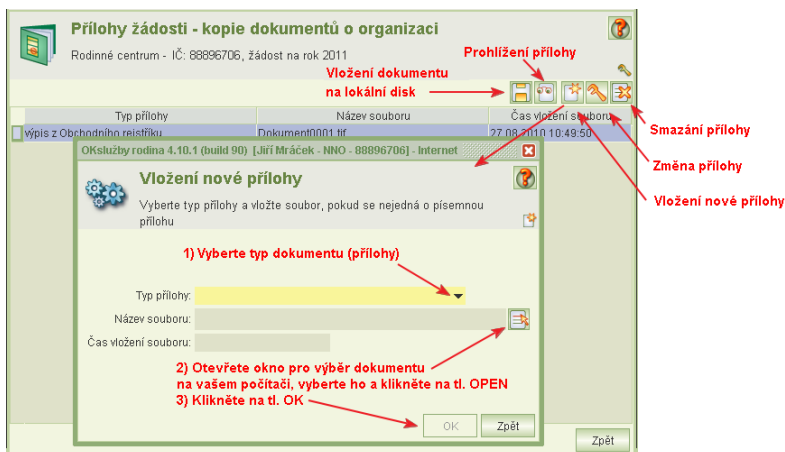 Přílohy žádosti - kopie dokumentů o organizaci
Rodinné centrum - IČ: 88896706, žádost na rok 2011
Prohlížení přílohy
Vložení dokumentu
na lokální disk
Typ přílohy
Název souboru
Čas vložení souboru
výpis z Obchodního rejstříku
Dokument0001.tif
27.08.2010 10:49:50
Smazání přílohy
Změna přílohy
Vložení nové přílohy
OKslužby rodina 4.10.1 (build 90) [Jiří Mráček - NNO - 88896706] - Internet
Vložení nové přílohy
Vyberte typ přílohy a vložte soubor, pokud se nejedná o písemnou
přílohu
1) Vyberte typ dokumentu (přílohy)
Typ přílohy:
Název souboru:
Čas vložení souboru:
2) Otevřete okno pro výběr dokumentu
na vašem počítači, vyberte ho a klikněte na tl. OPEN
3) Klikněte na tl. OK
OK
Zpět
Zpět